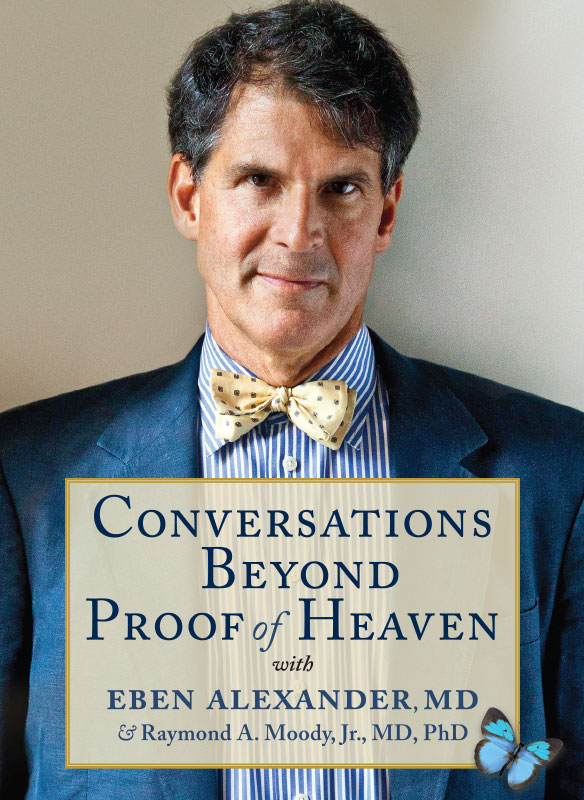 CONVERSATIONS
BEYOND
PROOF of HEAVEN
with
EBEN ALEXANDER, MD
& Raymond A. Moody, Jr., MD, PhD